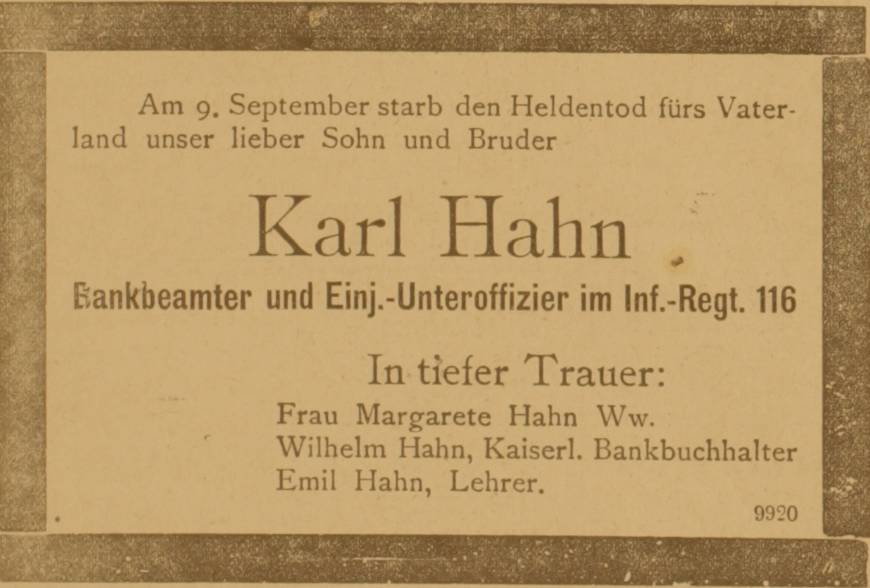 Am 9. September starb den Heldentod fürs Vater-
land unser lieber Sohn und Bruder
Karl Hahn
Bankbeamter und Einj.-Unteroffizier im Inf.-Regt. 116
In tiefer Trauer:
Frau Margarete Hahn Ww.
Wilhelm Hahn, Kaiserl. Bankbuchhalter
Emil Hahn, Lehrer.
9920